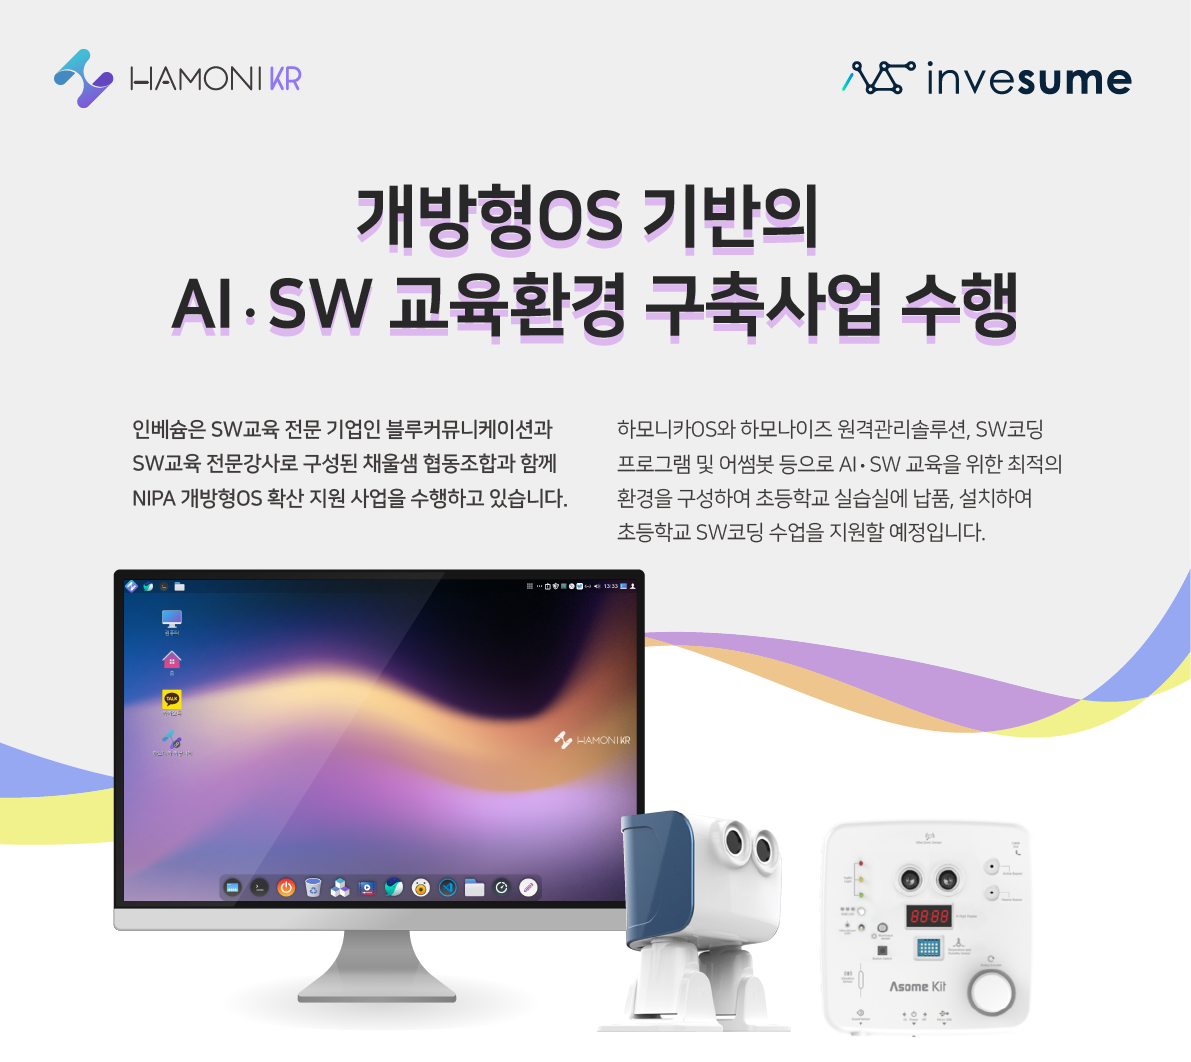 HAMONIKR
invesume
개방형OS 기반의
AI·SW 교육환경 구축사업 수행
인베슘은 SW교육 전문 기업인 블루커뮤니케이션과
SW교육 전문강사로 구성된 채울샘 협동조합과 함께
NIPA 개방형OS 확산 지원 사업을 수행하고 있습니다.
하모니카OS와 하모나이즈 원격관리솔루션, SW코딩
프로그램 및 어썸봇 등으로 AI·SW 교육을 위한 최적의
환경을 구성하여 초등학교 실습실에 납품, 설치하여
초등학교 SW코딩 수업을 지원할 예정입니다.
13:33
컴퓨터
홈
TALK
HAMONIKR
8888
Asome Kit